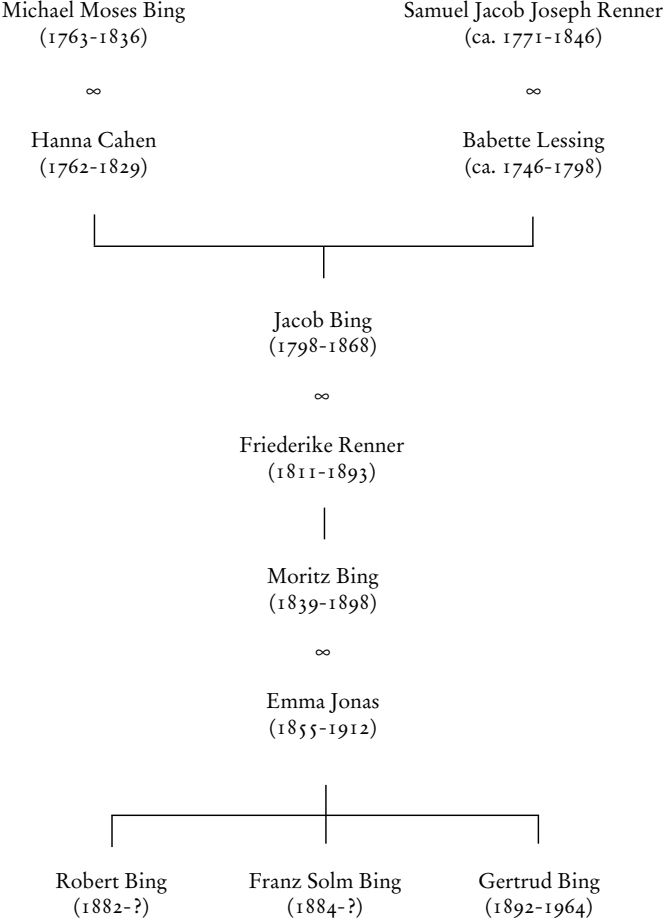 Michael Moses Bing
(1763-1836)
∞
Hanna Cahen
(1762-1829)
Samuel Jacob Joseph Renner
(ca. 1771-1846)
∞
Babette Lessing
(ca. 1746-1798)
Jacob Bing
(1798-1868)
∞
Friederike Renner
(1811-1893)
Moritz Bing
(1839-1898)
∞
Emma Jonas
(1855-1912)
Robert Bing
(1882-?)
Franz Solm Bing
(1884-?)
Gertrud Bing
(1892-1964)